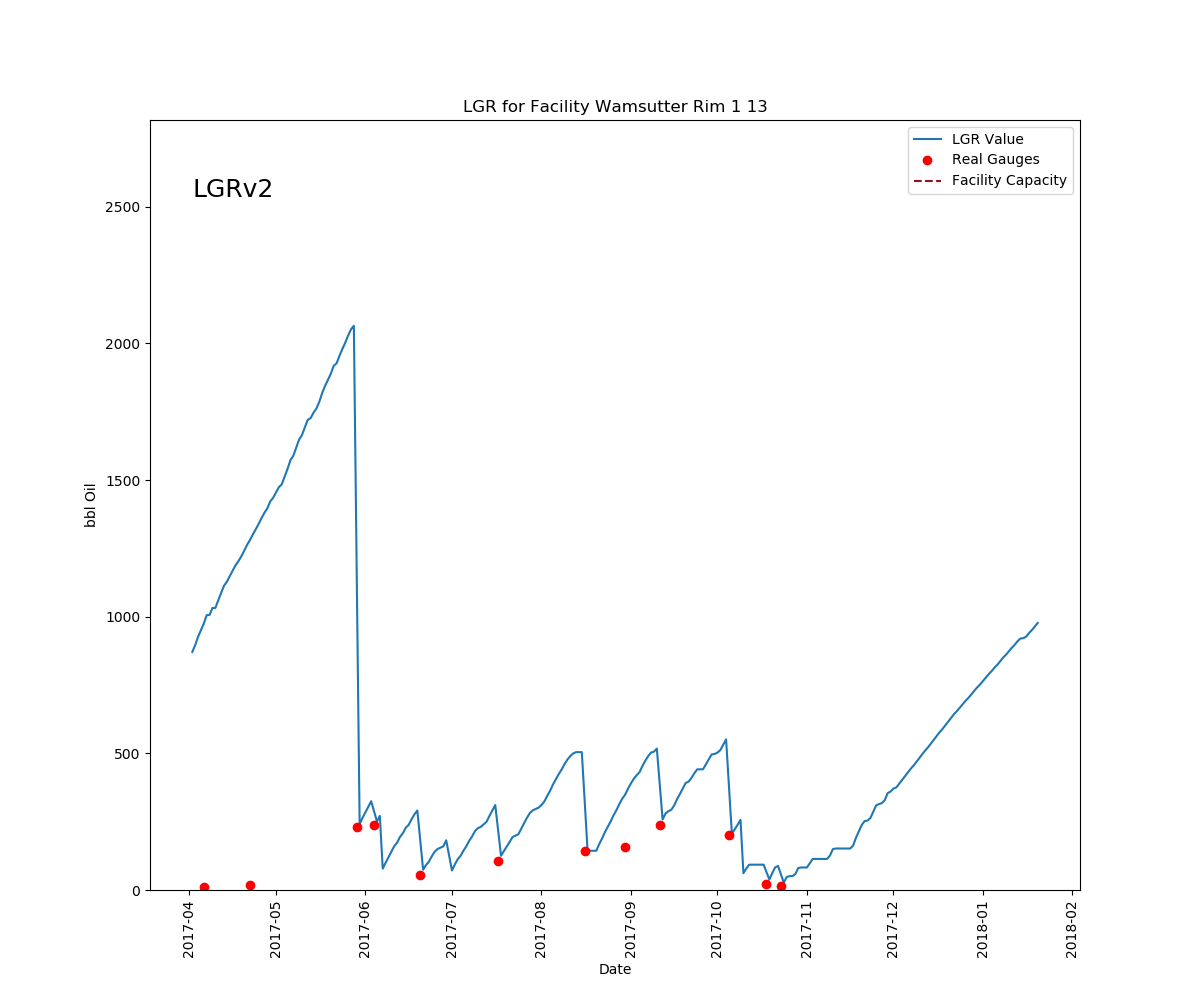 LGR for Facility Wamsutter Rim 1 13
LGR Value
Real Gauges
Facility Capacity
LGRv2
2500
2000
1500
1000
500
0
bbl Oil
2017-04
2017-05
2017-06
2017-07
2017-08
2017-09
2017-10
2017-11
2017-12
2018-01
2018-02
Date